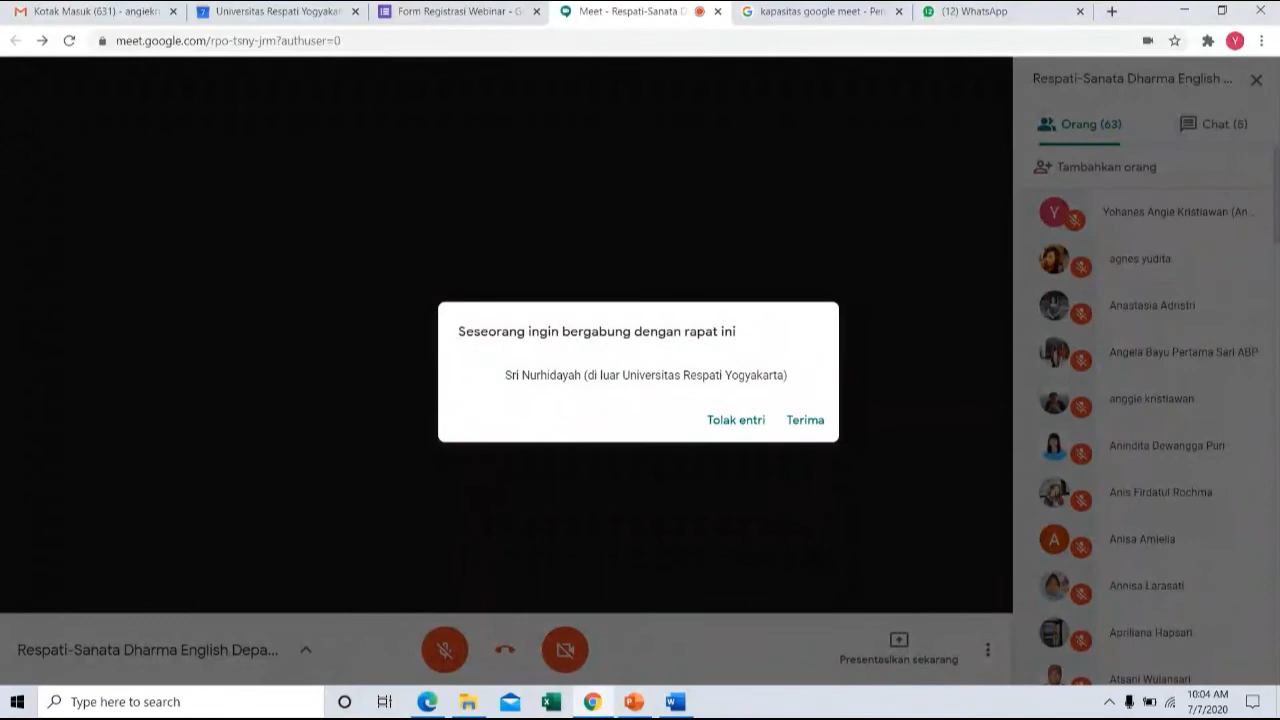 Kotak Masuk (631) - angiekr
Universitas Respati Yogyakar
Form Registrasi Webinar - G
Meet - Respati-Sanata D
kapasitas google meet - Pen
(12) WhatsApp
meet.google.com/rpo-tsny-jrm?authuser=0
Y
Respati-Sanata Dharma English ...
Orang (63)
Chat (5)
Tambahkan orang
Y
Yohanes Angie Kristiawan (An...
agnes yudita
Anastasia Adristri
Angela Bayu Pertama Sari ABP
anggie kristiawan
Anindita Dewangga Puri
Anis Firdatul Rochma
A
Anisa Amielia
Annisa Larasati
Apriliana Hapsari
Atsani Wulansari
Seseorang ingin bergabung dengan rapat ini
Sri Nurhidayah (di luar Universitas Respati Yogyakarta)
Tolak entri
Terima
Respati-Sanata Dharma English Depa...
Presentasikan sekarang
Type here to search
10:04 AM
7/7/2020